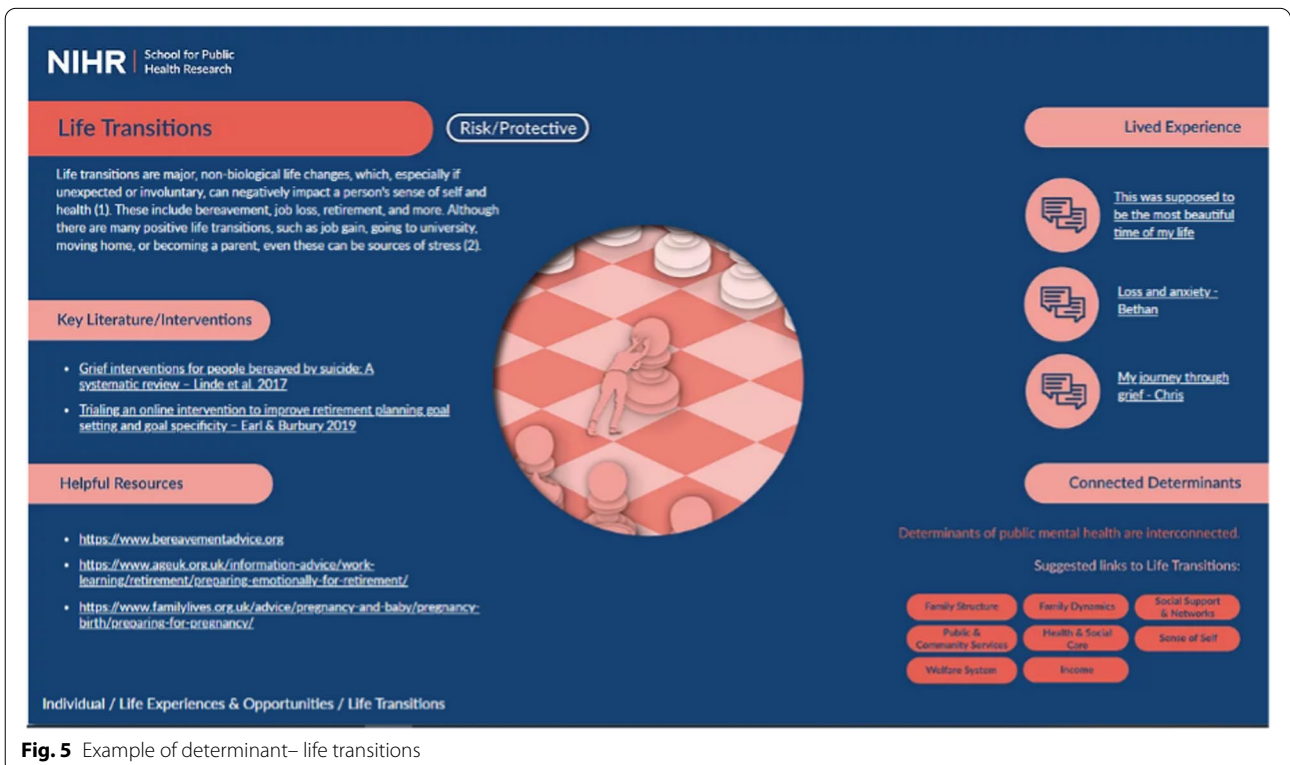 NIHR
School for Public
Health Research
Life Transitions
Risk/Protective
Life transitions are major, non-biological life changes, which, especially if
unexpected or involuntary, can negatively impact a person's sense of self and
health (1). These include bereavement, job loss, retirement, and more. Although
there are many positive life transitions, such as job gain, going to university,
moving home, or becoming a parent, even these can be sources of stress (2).
Key Literature/Interventions
• Grief interventions for people bereaved by suicide: A
systematic review – Linde et al. 2017
• Trialing an online intervention to improve retirement planning goal
setting and goal specificity – Earl & Burbury 2019
Helpful Resources
• https://www.bereavementadvice.org
• https://www.ageuk.org.uk/information-advice/work-
learning/retirement/preparing-emotionally-for-retirement/
• https://www.familylives.org.uk/advice/pregnancy-and-baby/pregnancy-
birth/preparing-for-pregnancy/
Individual / Life Experiences & Opportunities / Life Transitions
Lived Experience
This was supposed to
be the most beautiful
time of my life
Loss and anxiety -
Bethan
My journey through
grief - Chris
Connected Determinants
Determinants of public mental health are interconnected.
Suggested links to Life Transitions:
Family Structure
Family Dynamics
Social Support
& Networks
Public &
Community Services
Health & Social
Care
Sense of Self
Welfare System
Income
Fig. 5 Example of determinant– life transitions